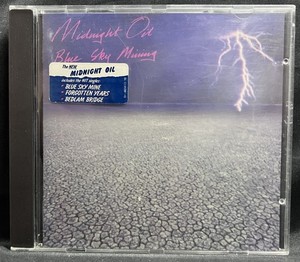 Midnight Oil
Blue Sky Mining
The NEW
MIDNIGHT OIL
includes the HIT singles:
- BLUE SKY MINE
- FORGOTTEN YEARS
- BEDLAM BRIDGE